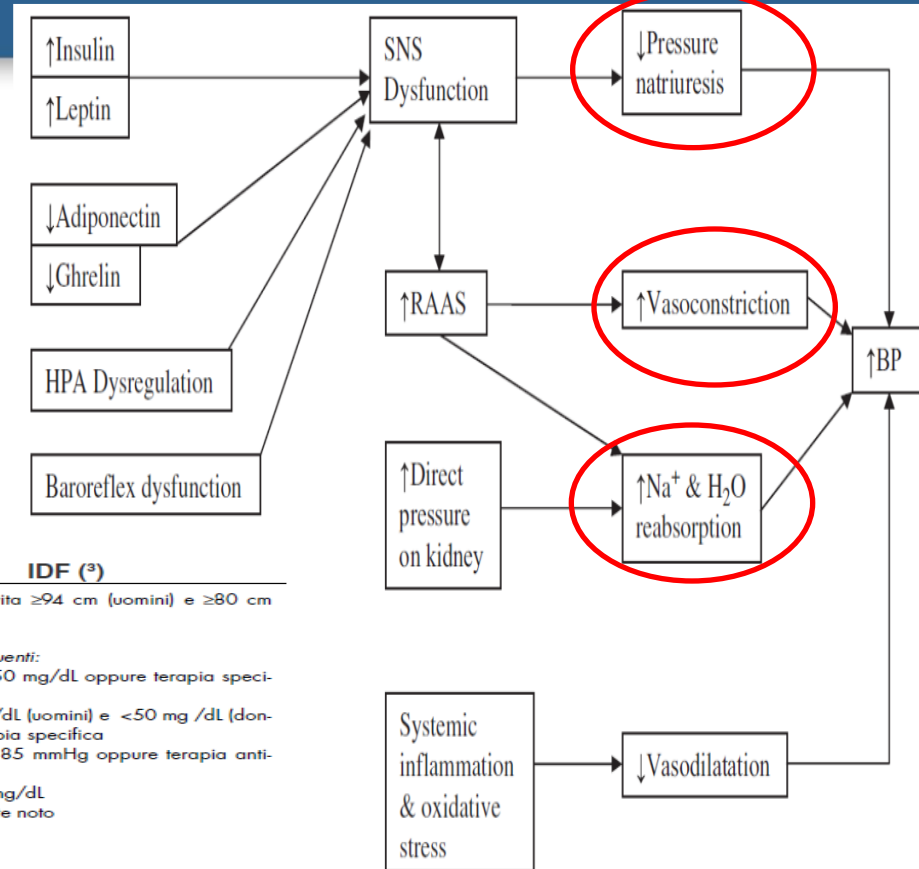 ↑Insulin
↑Leptin
↓Adiponectin
↓Ghrelin
HPA Dysregulation
Baroreflex dysfunction
SNS
Dysfunction
↑RAAS
↑Direct
pressure
on kidney
Systemic
inflammation
& oxidative
stress
↓Pressure
natriuresis
↑Vasoconstriction
↑Na⁺ & H₂O
reabsorption
↓Vasodilatation
↑BP
IDF (³)
ita ≥94 cm (uomini) e ≥80 cm
uenti:
50 mg/dL oppure terapia speci-
/dL (uomini) e <50 mg /dL (don-
pia specifica
85 mmHg oppure terapia anti-
mg/dL
e noto